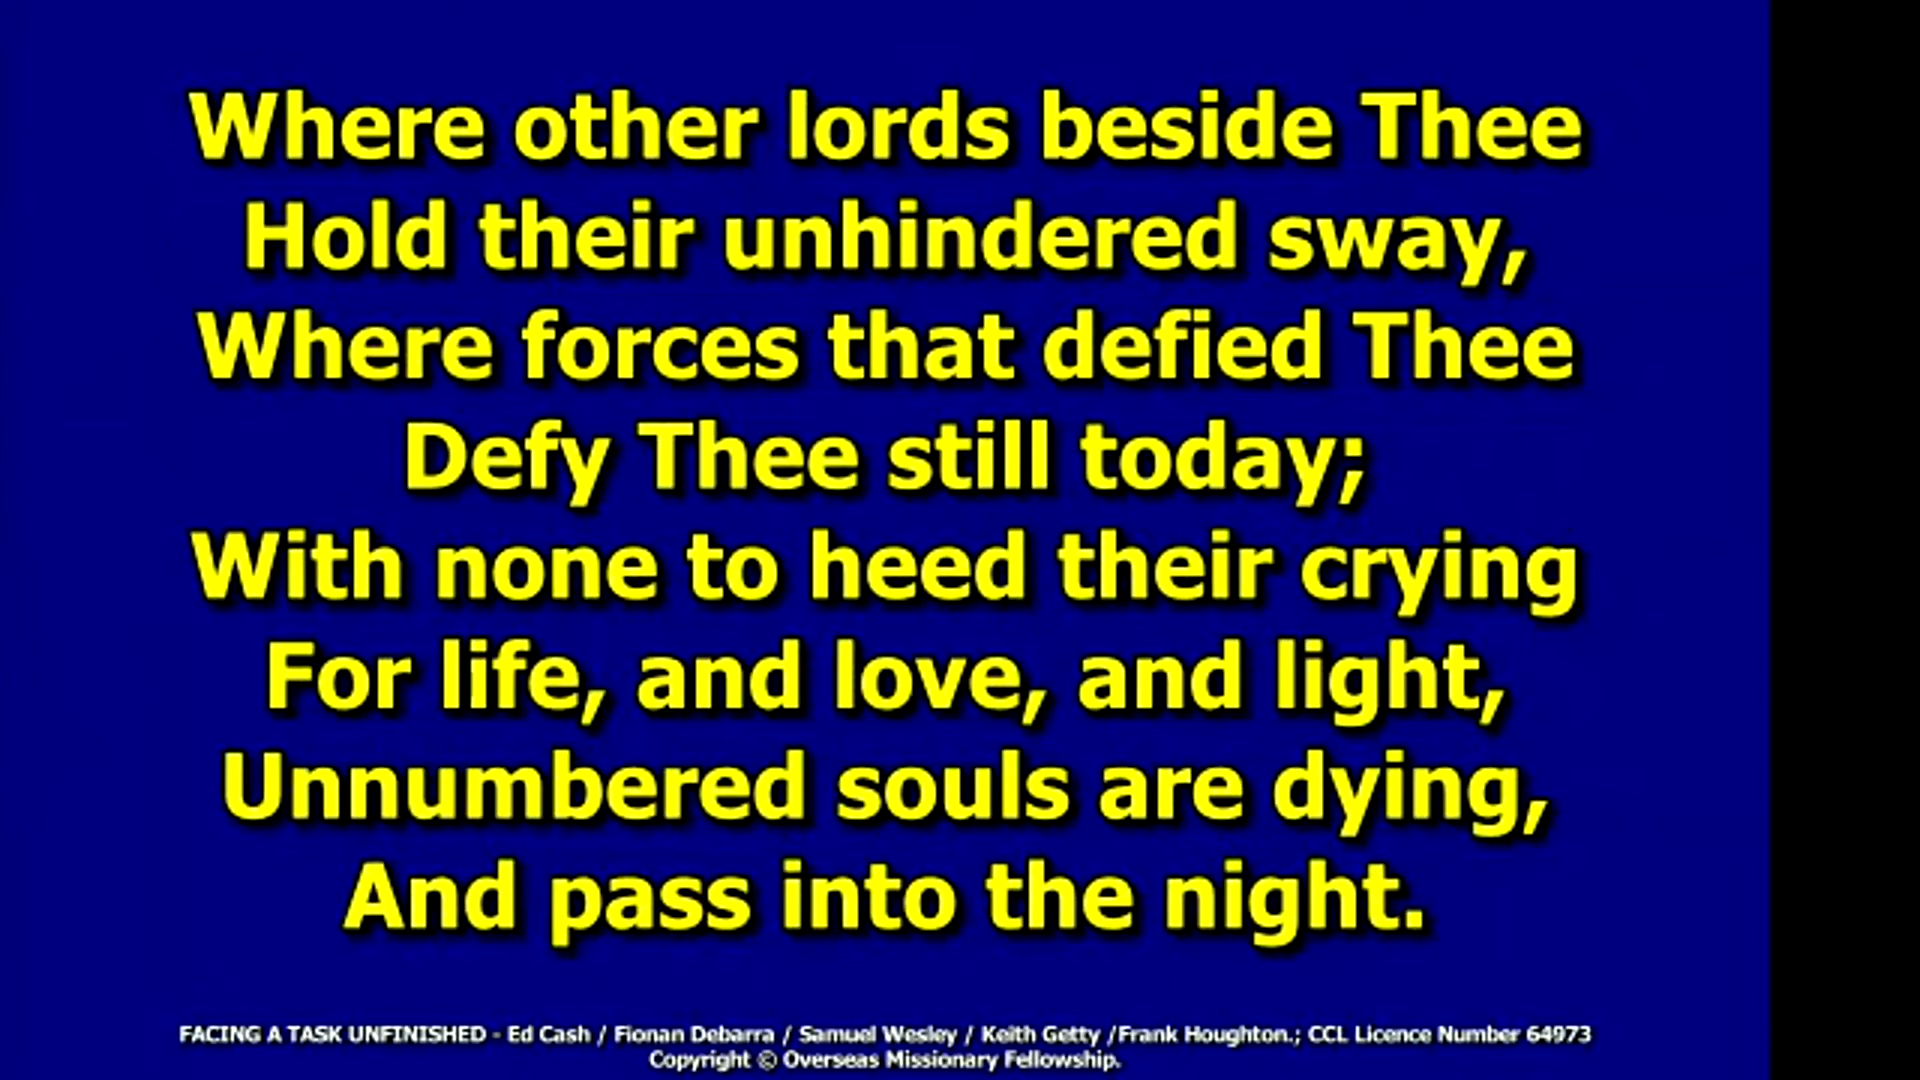 Where other lords beside Thee
Hold their unhindered sway,
Where forces that defied Thee
Defy Thee still today;
With none to heed their crying
For life, and love, and light,
Unnumbered souls are dying,
And pass into the night.
FACING A TASK UNFINISHED - Ed Cash / Fionan Debarra / Samuel Wesley / Keith Getty /Frank Houghton.; CCL Licence Number 64973
Copyright © Overseas Missionary Fellowship.